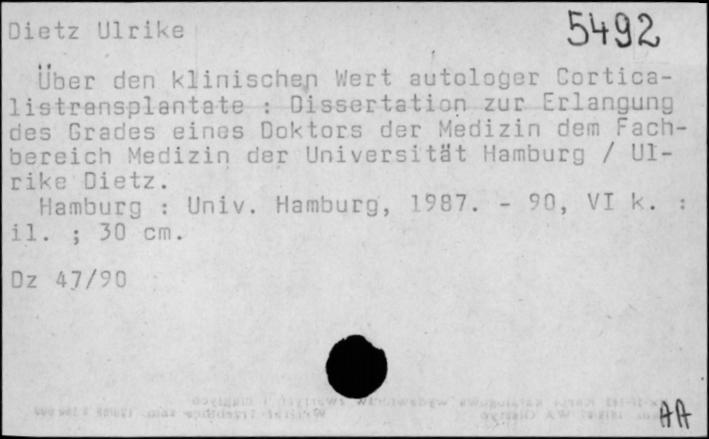 Dietz Ulrike
5492
Über den klinischen Wert autologer Cortica-
listransplantate : Dissertation zur Erlangung
des Grades eines Doktors der Medizin dem Fach-
bereich Medizin der Universität Hamburg / Ul-
rike Dietz.
Hamburg : Univ. Hamburg, 1987. - 90, VI k. :
il. ; 30 cm.
Dz 47/90
AA